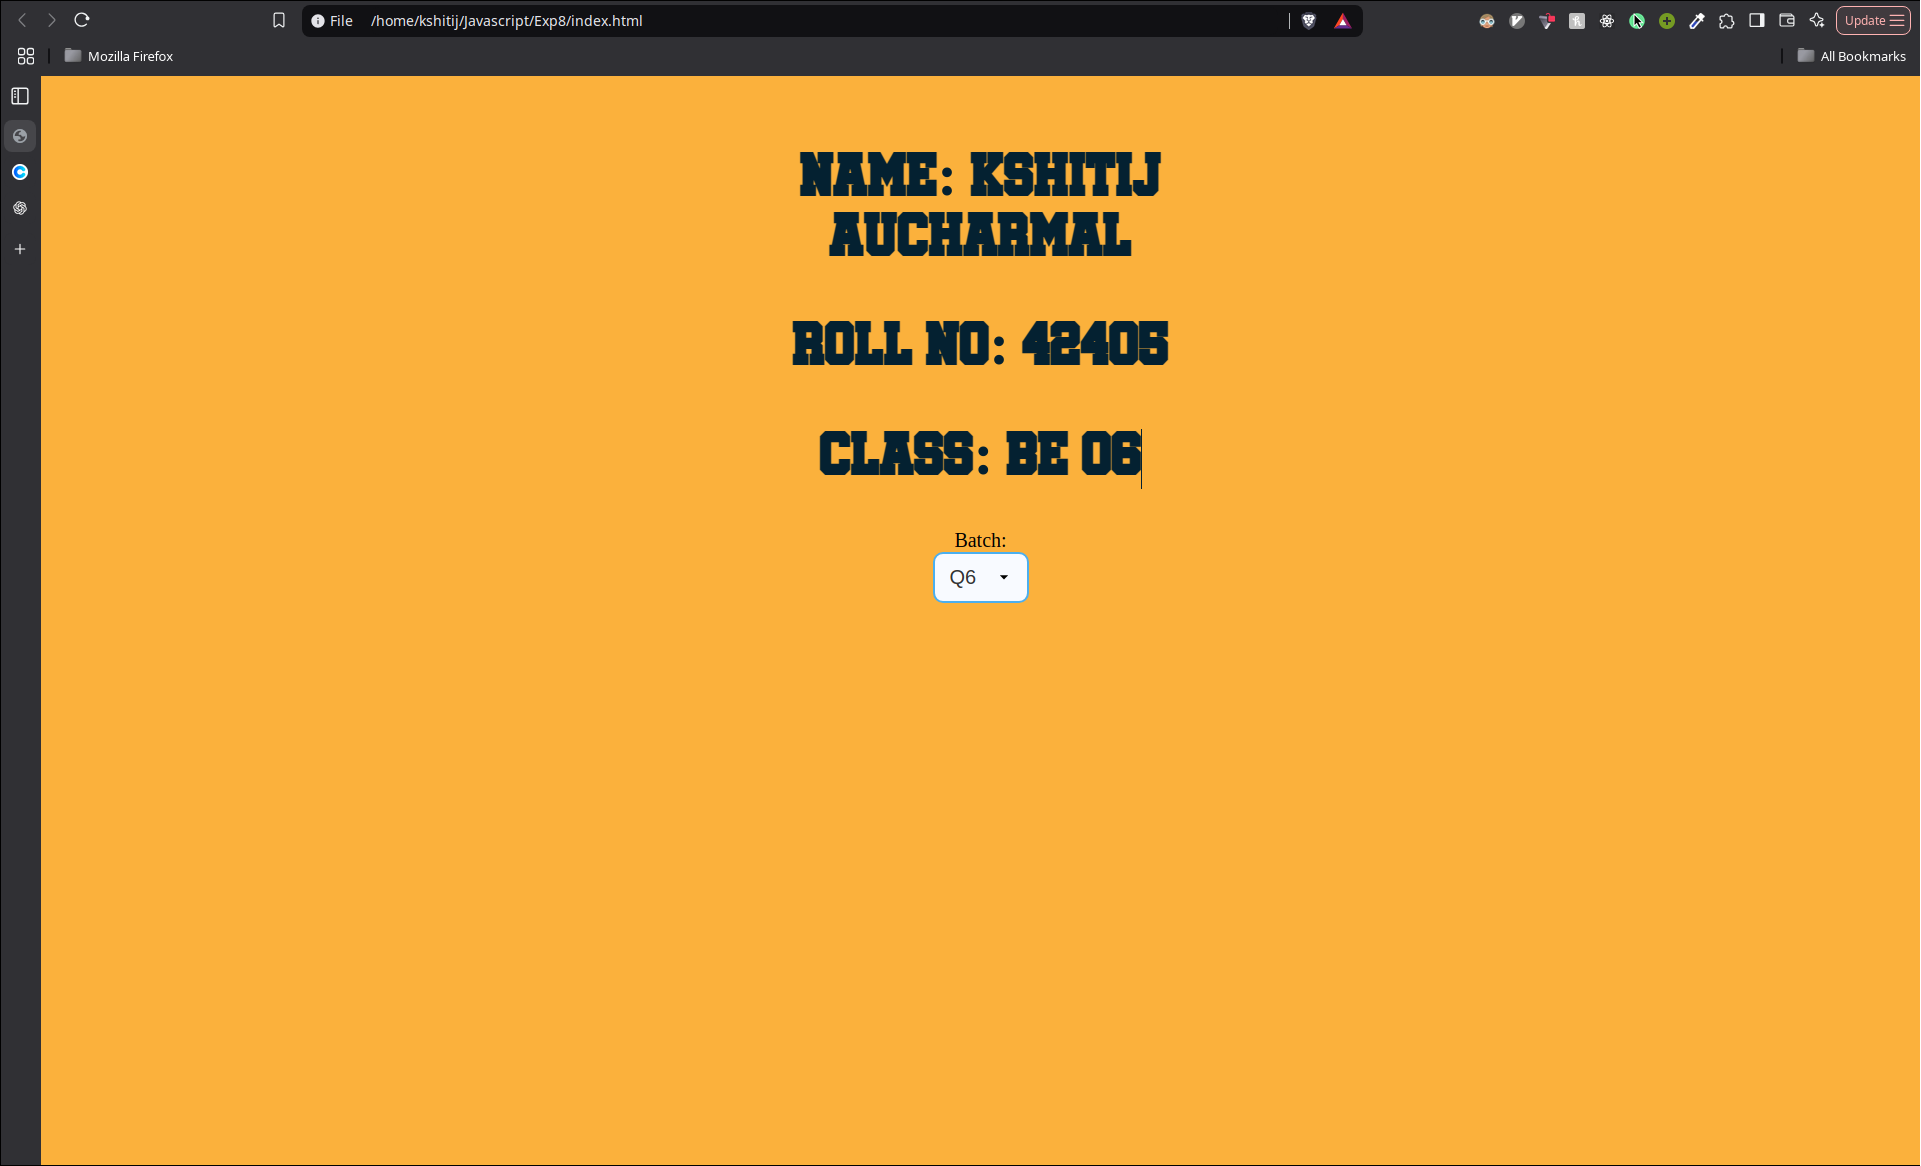 File /home/kshitij/Javascript/Exp8/index.html
Update
Mozilla Firefox
All Bookmarks
NAME: KSHITIJ
AUCHARMAL
ROLL NO: 42405
CLASS: BE 06
Batch:
Q6